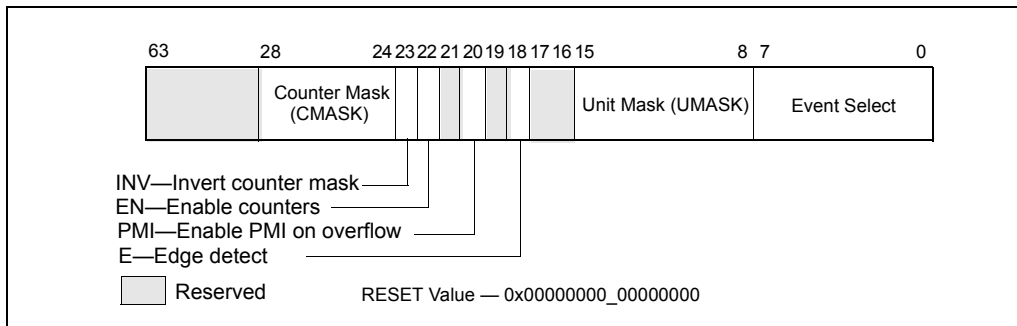 63 28 24 23 22 21 20 19 18 17 16 15 8 7 0
Counter Mask
(CMASK)
Unit Mask (UMASK)
Event Select
INV—Invert counter mask
EN—Enable counters
PMI—Enable PMI on overflow
E—Edge detect
Reserved
RESET Value — 0x00000000_00000000